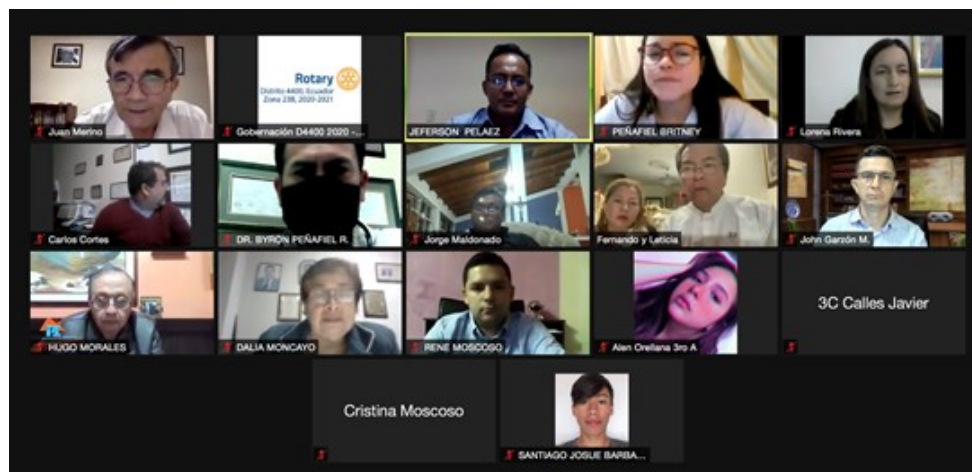 Juan Merino
Rotary
Distrito 4400, Ecuador
Zona 23B, 2020-2021
Gobernación D4400 2020 -...
JEFERSON PELAEZ
PEÑAFIEL BRITNEY
Lorena Rivera
Carlos Cortes
DR. BYRON PEÑAFIEL R.
Jorge Maldonado
Fernando y Leticia
John Garzón M.
HUGO MORALES
DALIA MONCAYO
RENE MOSCOSO
Alen Orellana 3ro A
3C Calles Javier
Cristina Moscoso
SANTIAGO JOSUE BARBA...